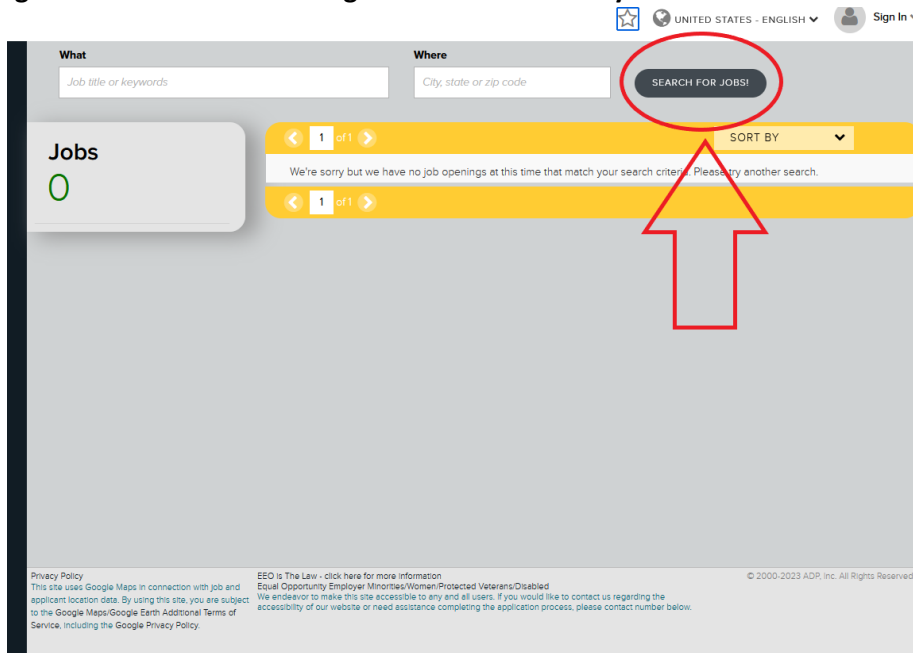 UNITED STATES - ENGLISH
Sign In
What
Where
Job title or keywords
City, state or zip code
SEARCH FOR JOBS!
Jobs
0
1 of 1
SORT BY
We're sorry but we have no job openings at this time that match your search criteria. Please try another search.
1 of 1
Privacy Policy
This site uses Google Maps in connection with job and
applicant location data. By using this site, you are subject
to the Google Maps/Google Earth Additional Terms of
Service, including the Google Privacy Policy.
EEO is The Law - click here for more information
Equal Opportunity Employer Minorities/Women/Protected Veterans/Disabled
We endeavor to make this site accessible to any and all users. If you would like to contact us regarding the
accessibility of our website or need assistance completing the application process, please contact number below.
© 2000-2023 ADP, Inc. All Rights Reserved